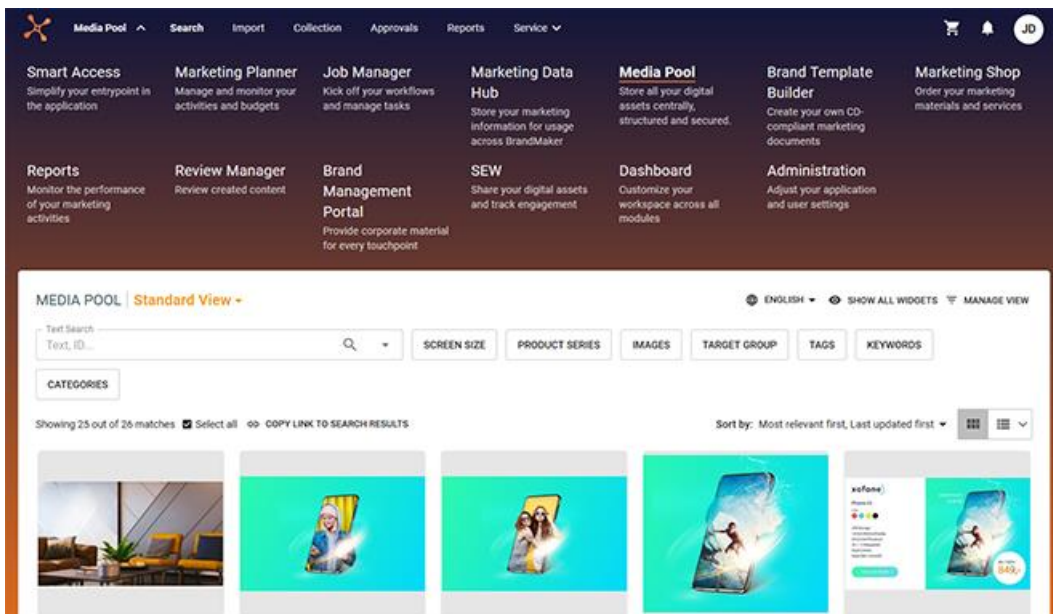 Media Pool Search Import Collection Approvals Reports Service
JD
Smart Access
Simplify your entrypoint in
the application
Marketing Planner
Manage and monitor your
activities and budgets
Job Manager
Kick off your workflows
and manage tasks
Marketing Data
Hub
Store your marketing
information for usage
across BrandMaker
Media Pool
Store all your digital
assets centrally,
structured and secured.
Brand Template
Builder
Create your own CD-
compliant marketing
documents
Marketing Shop
Order your marketing
materials and services
Reports
Monitor the performance
of your marketing
activities
Review Manager
Review created content
Brand
Management
Portal
Provide corporate material
for every touchpoint
SEW
Share your digital assets
and track engagement
Dashboard
Customize your
workspace across all
modules
Administration
Adjust your application
and user settings
MEDIA POOL Standard View
ENGLISH SHOW ALL WIDGETS MANAGE VIEW
Text Search
Text, ID...
SCREEN SIZE PRODUCT SERIES IMAGES TARGET GROUP TAGS KEYWORDS
CATEGORIES
Showing 25 out of 26 matches Select all COPY LINK TO SEARCH RESULTS
Sort by: Most relevant first, Last updated first
xofone
849,-